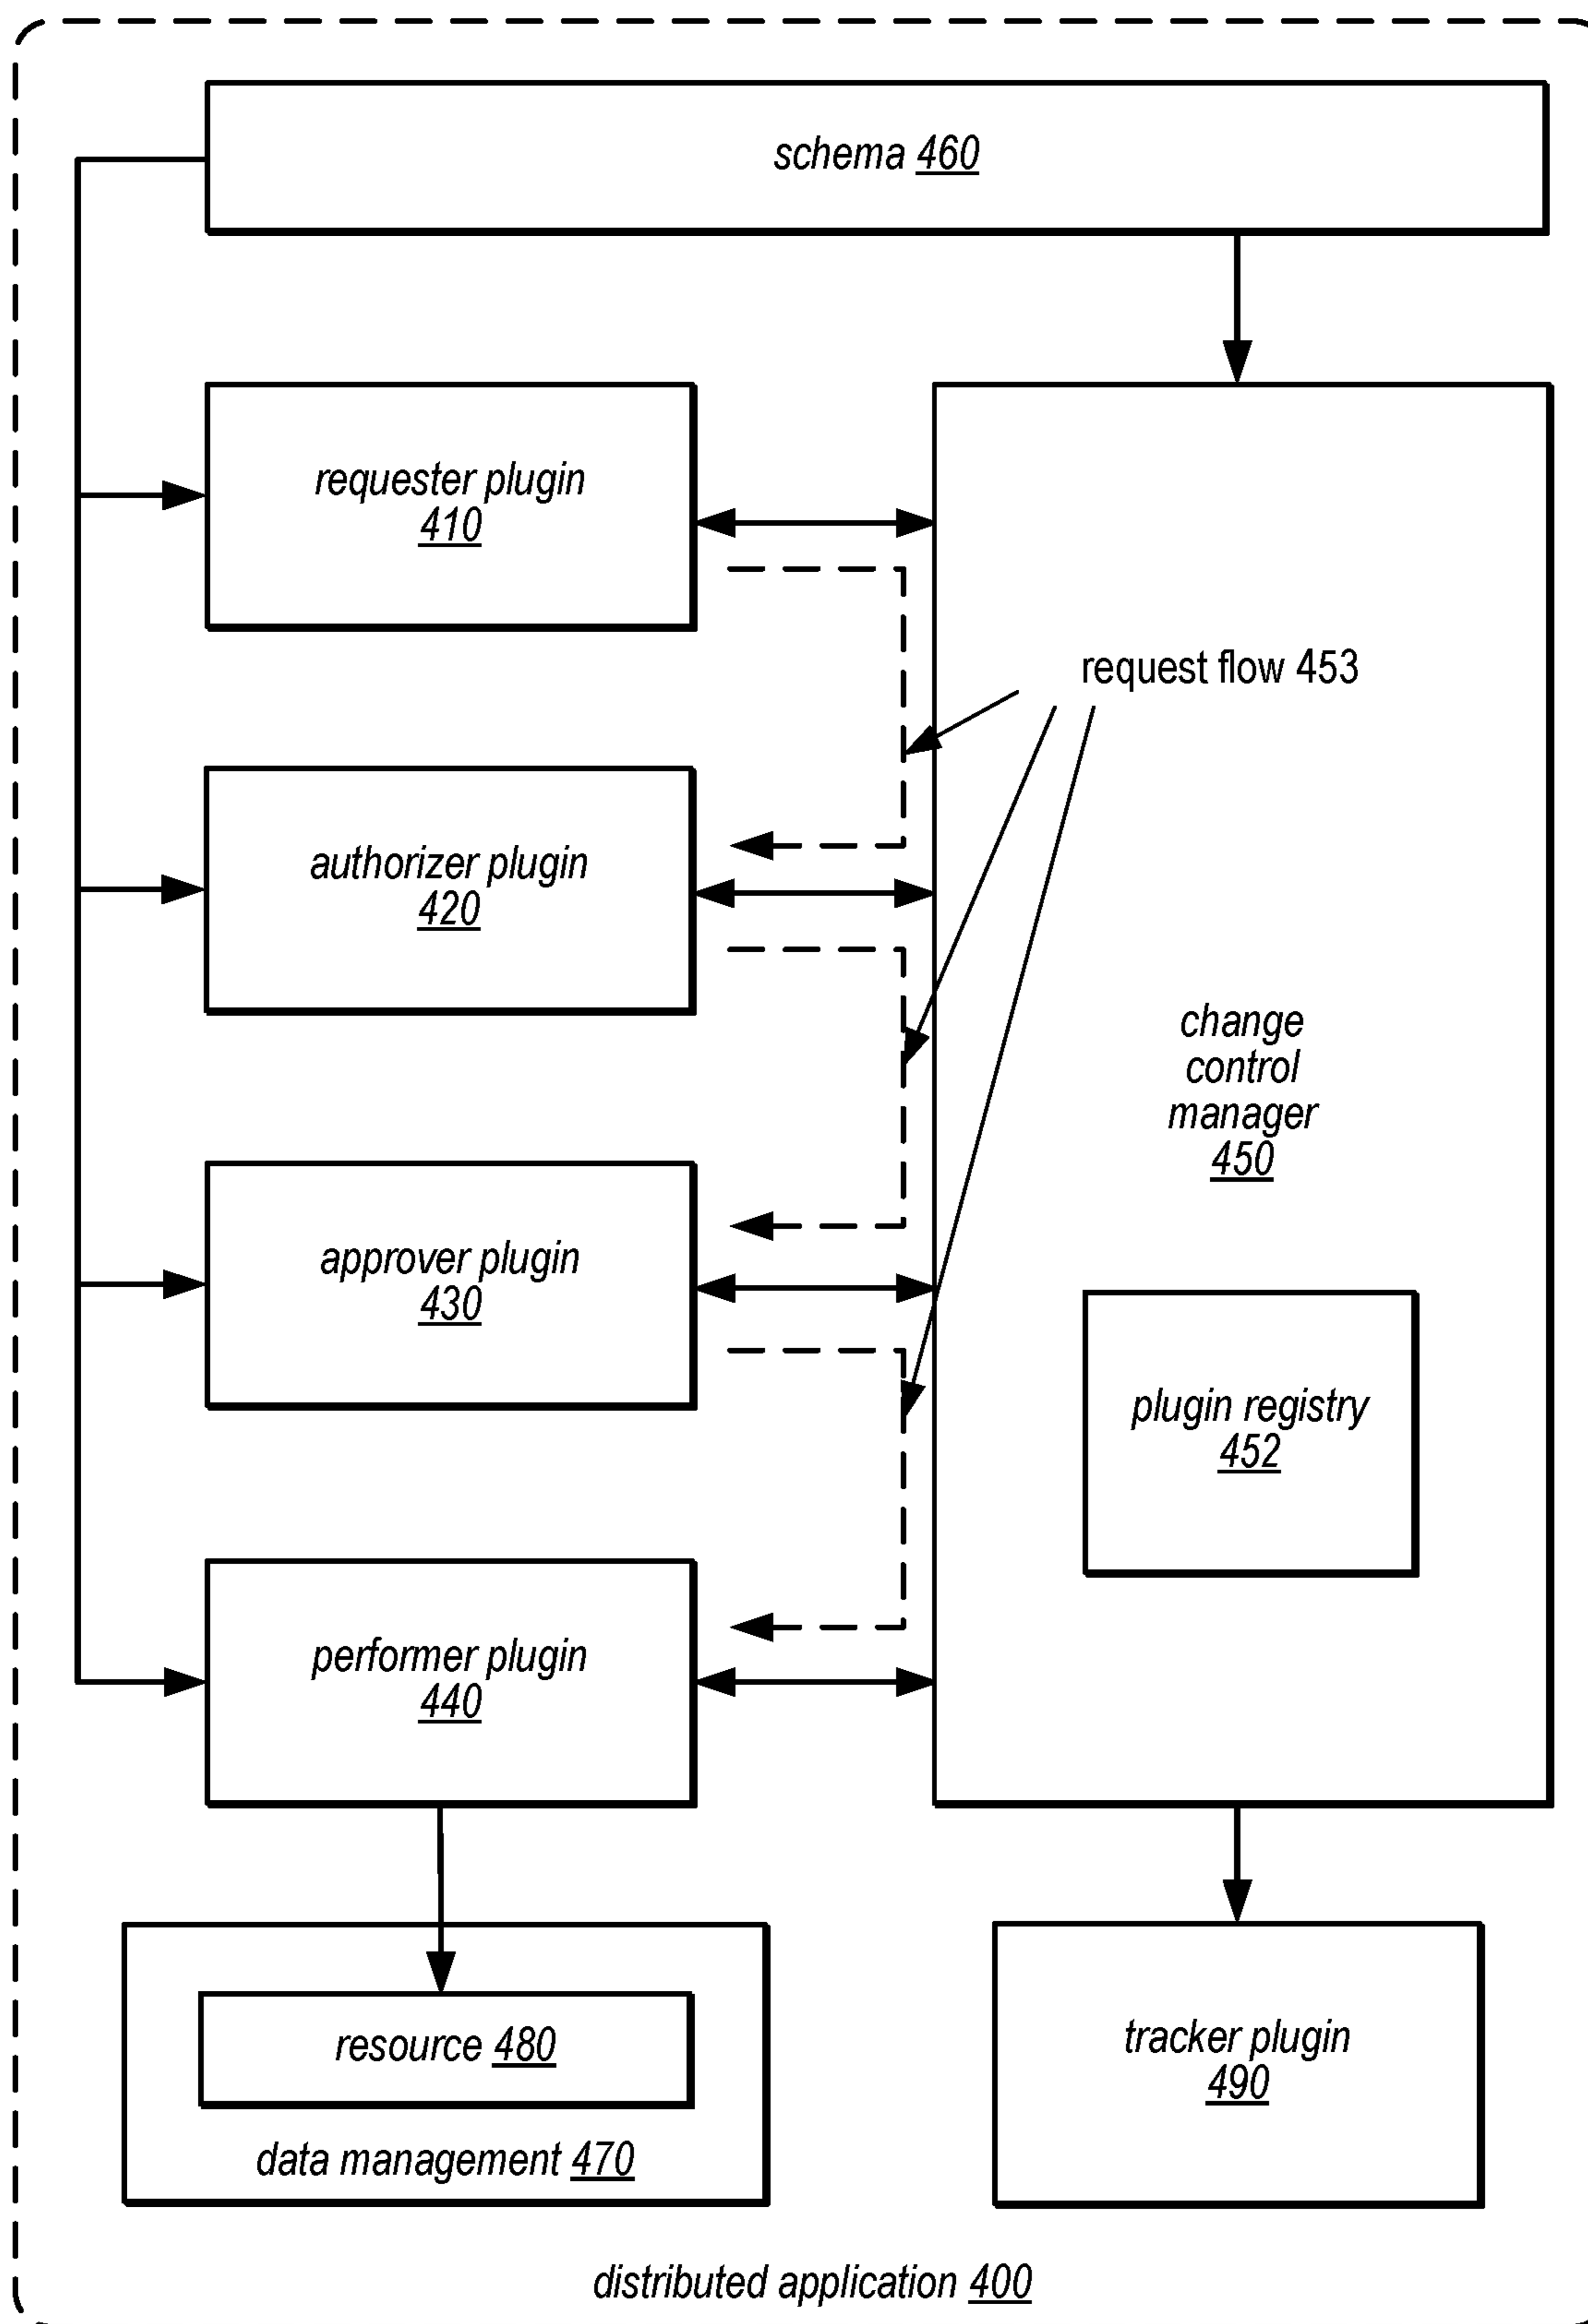 schema 460
requester plugin
410
request flow 453
authorizer plugin
420
change
control
manager
450
approver plugin
430
plugin registry
452
performer plugin
440
resource 480
data management 470
tracker plugin
490
distributed application 400